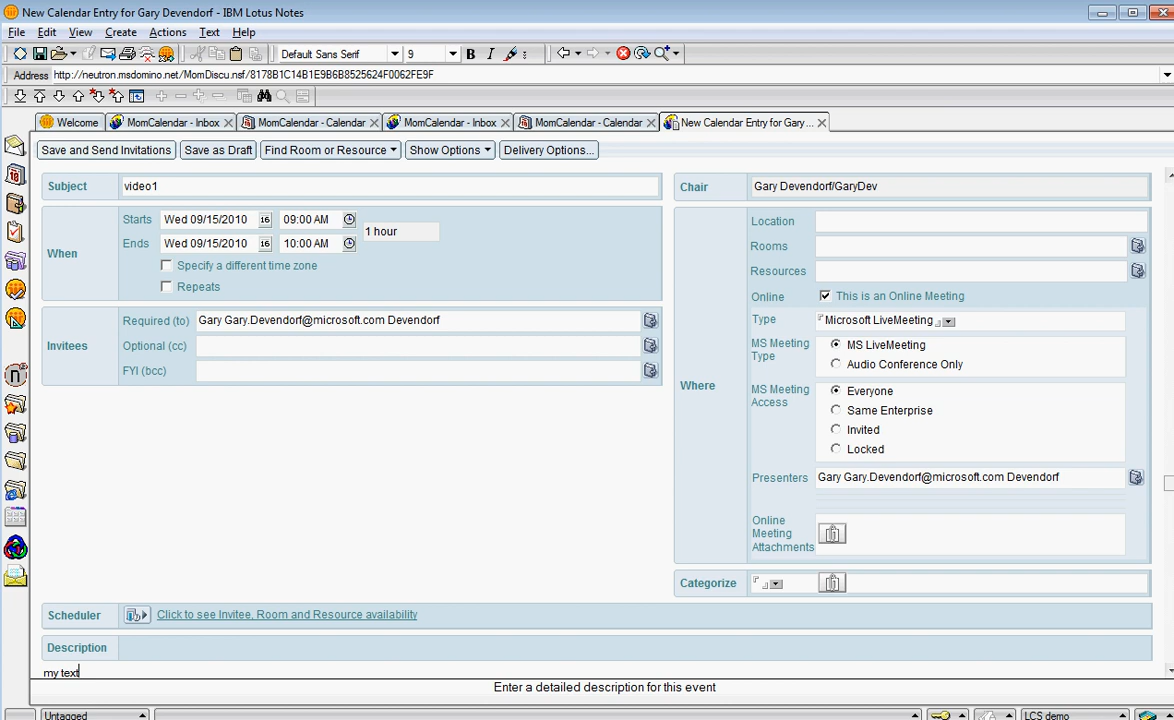 New Calendar Entry for Gary Devendorf - IBM Lotus Notes
File Edit View Create Actions Text Help
Default Sans Serif 9 B I
Address http://neutron.msdomino.net/MomDiscu.nsf/8178B1C14B1E9B6B8525624F0062FE9F
Welcome MomCalendar - Inbox MomCalendar - Calendar MomCalendar - Inbox MomCalendar - Calendar New Calendar Entry for Gary...
Save and Send Invitations Save as Draft Find Room or Resource Show Options Delivery Options...
Subject video1
When
Starts Wed 09/15/2010 16 09:00 AM
Ends Wed 09/15/2010 16 10:00 AM
1 hour
Specify a different time zone
Repeats
Invitees
Required (to) Gary Gary.Devendorf@microsoft.com Devendorf
Optional (cc)
FYI (bcc)
Chair Gary Devendorf/GaryDev
Where
Location
Rooms
Resources
Online This is an Online Meeting
Type Microsoft LiveMeeting
MS Meeting
Type
MS LiveMeeting
Audio Conference Only
MS Meeting
Access
Everyone
Same Enterprise
Invited
Locked
Presenters Gary Gary.Devendorf@microsoft.com Devendorf
Online
Meeting
Attachments
Categorize
Scheduler Click to see Invitee, Room and Resource availability
Description
my text
Enter a detailed description for this event
Untagged LCS demo